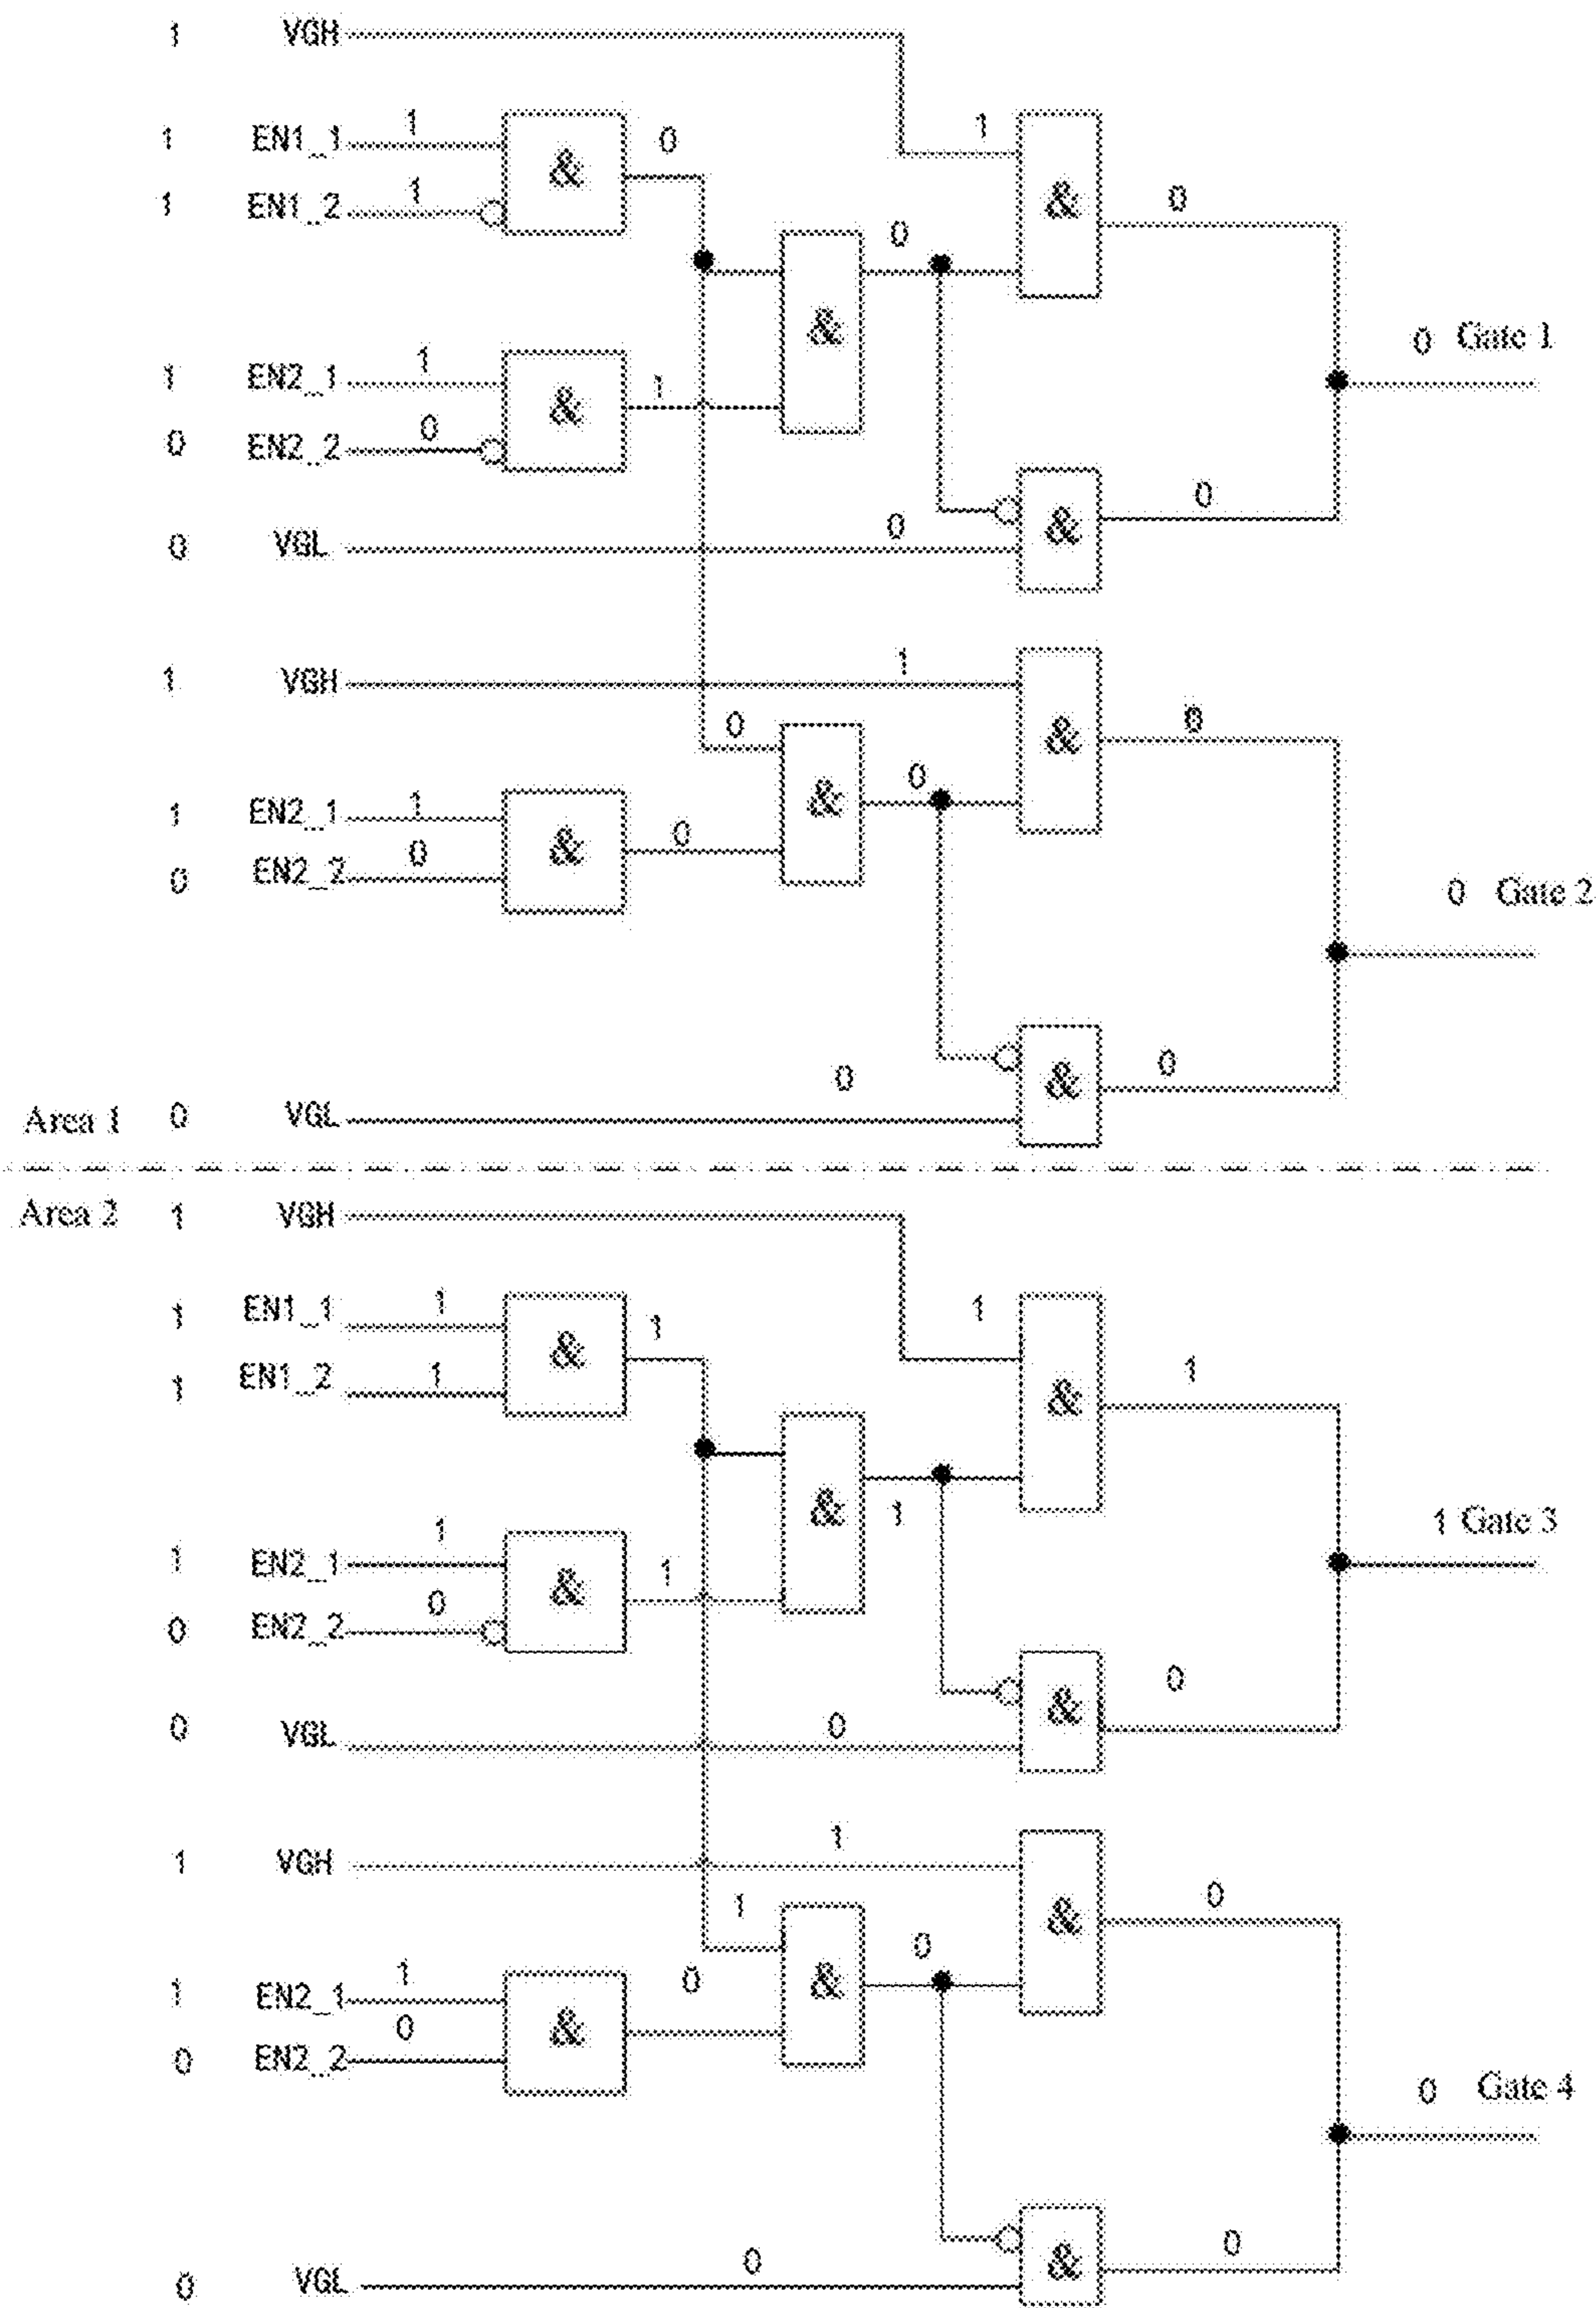 1 VGH
1 EN1_1 1 & 0 1
1 EN1_2 1 & 0
0
&
0 Gate 1
1 EN2_1 1 & 1
0 EN2_2 0
0 VGL 0 & 0
1 VGH 1
0 & &
0
1 EN2_1 1 & 0
0 EN2_2 0
0 Gate 2
0 & 0
Area 1 0 VGL
Area 2 1 VGH
1 EN1_1 1 & 1 1
1 EN1_2 1 & 1
& 1
1 Gate 3
1 EN2_1 1 & 1
0 EN2_2 0
0 VGL 0 & 0
1 VGH 1
1 & 0
0 &
1 EN2_1 1 & 0
0 EN2_2 0
0 Gate 4
0 VGL 0 & 0